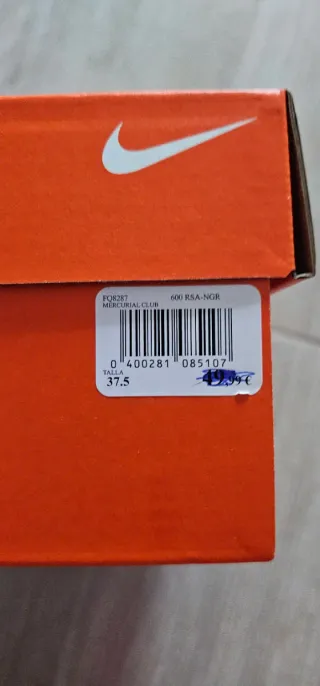 FQ8287 600 RSA-NGR
MERCURIAL CLUB
0 400281 085107
TALLA
37.5 49,99 €